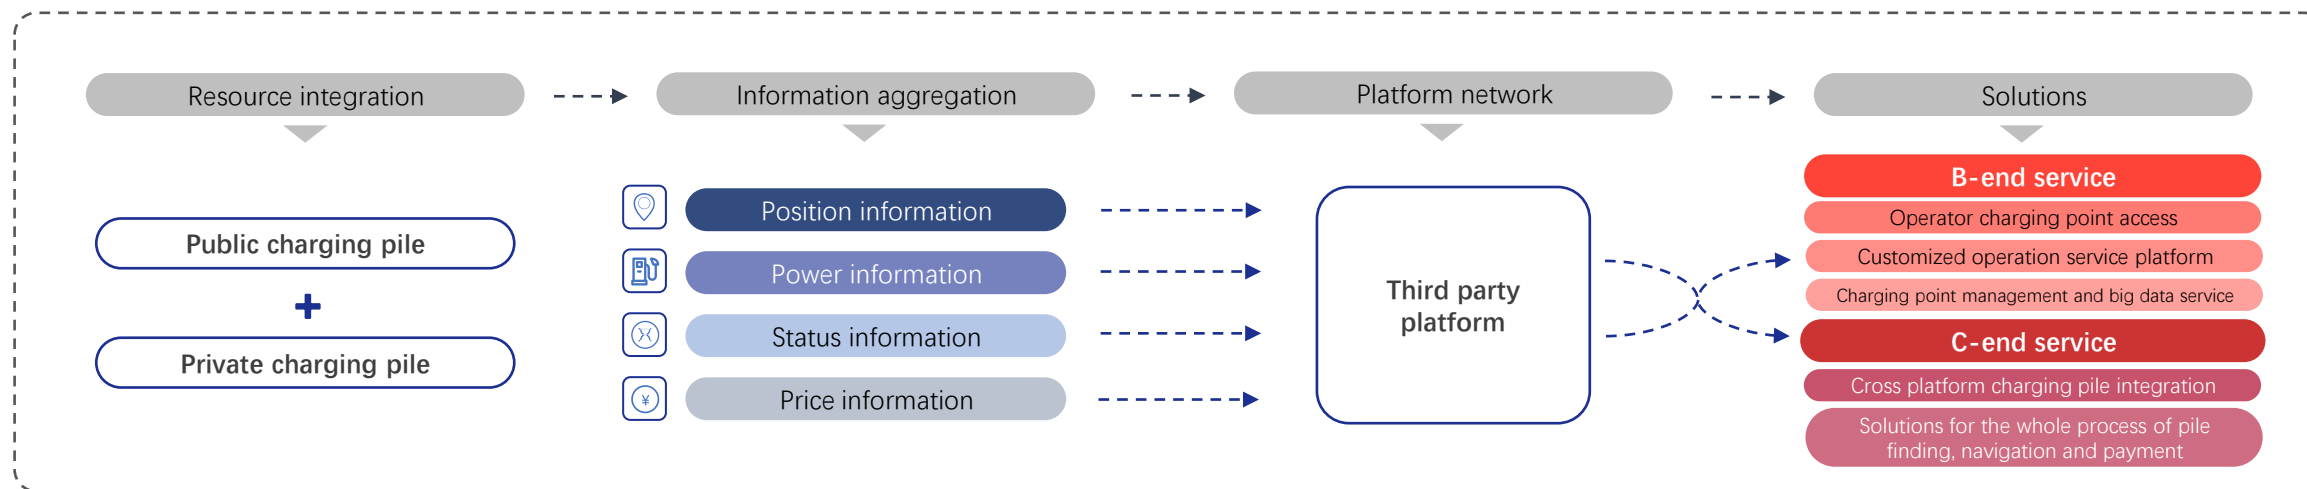 Resource integration
Information aggregation
Platform network
Solutions
Public charging pile
+
Private charging pile
Position information
Power information
Status information
¥
Price information
Third party
platform
B-end service
Operator charging point access
Customized operation service platform
Charging point management and big data service
C-end service
Cross platform charging pile integration
Solutions for the whole process of pile
finding, navigation and payment